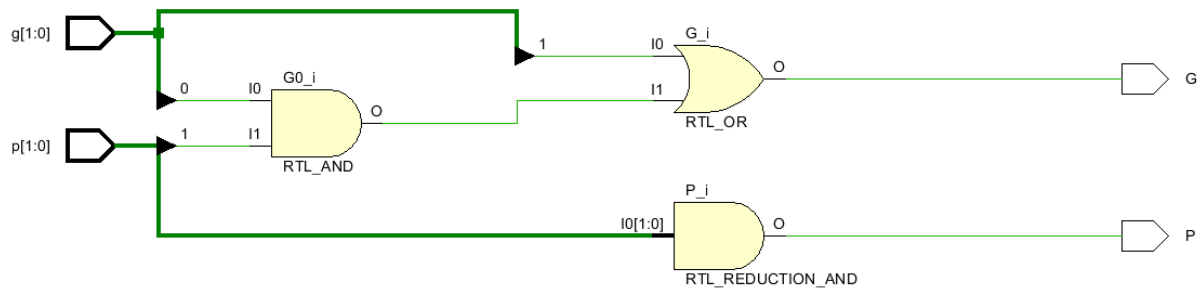 g[1:0]
0
I0
G0_i
I1
1
O
RTL_AND
p[1:0]
1
I0
G_i
I1
O
RTL_OR
G
I0[1:0]
P_i
O
RTL_REDUCTION_AND
P